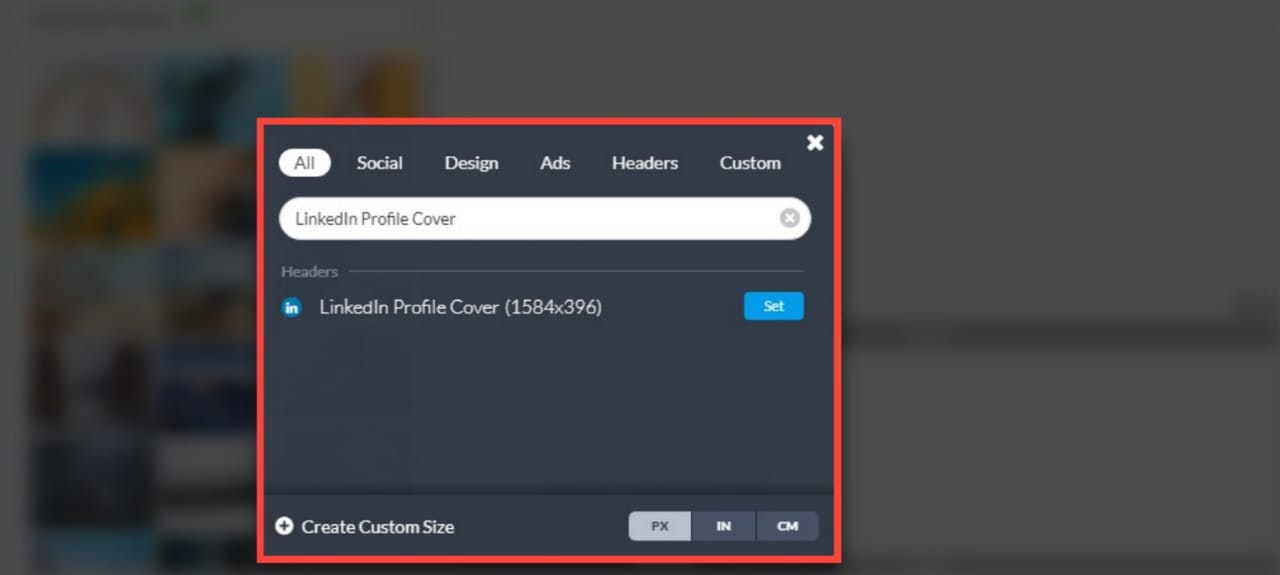 All Social Design Ads Headers Custom
LinkedIn Profile Cover
Headers
in LinkedIn Profile Cover (1584x396) Set
Create Custom Size PX IN CM